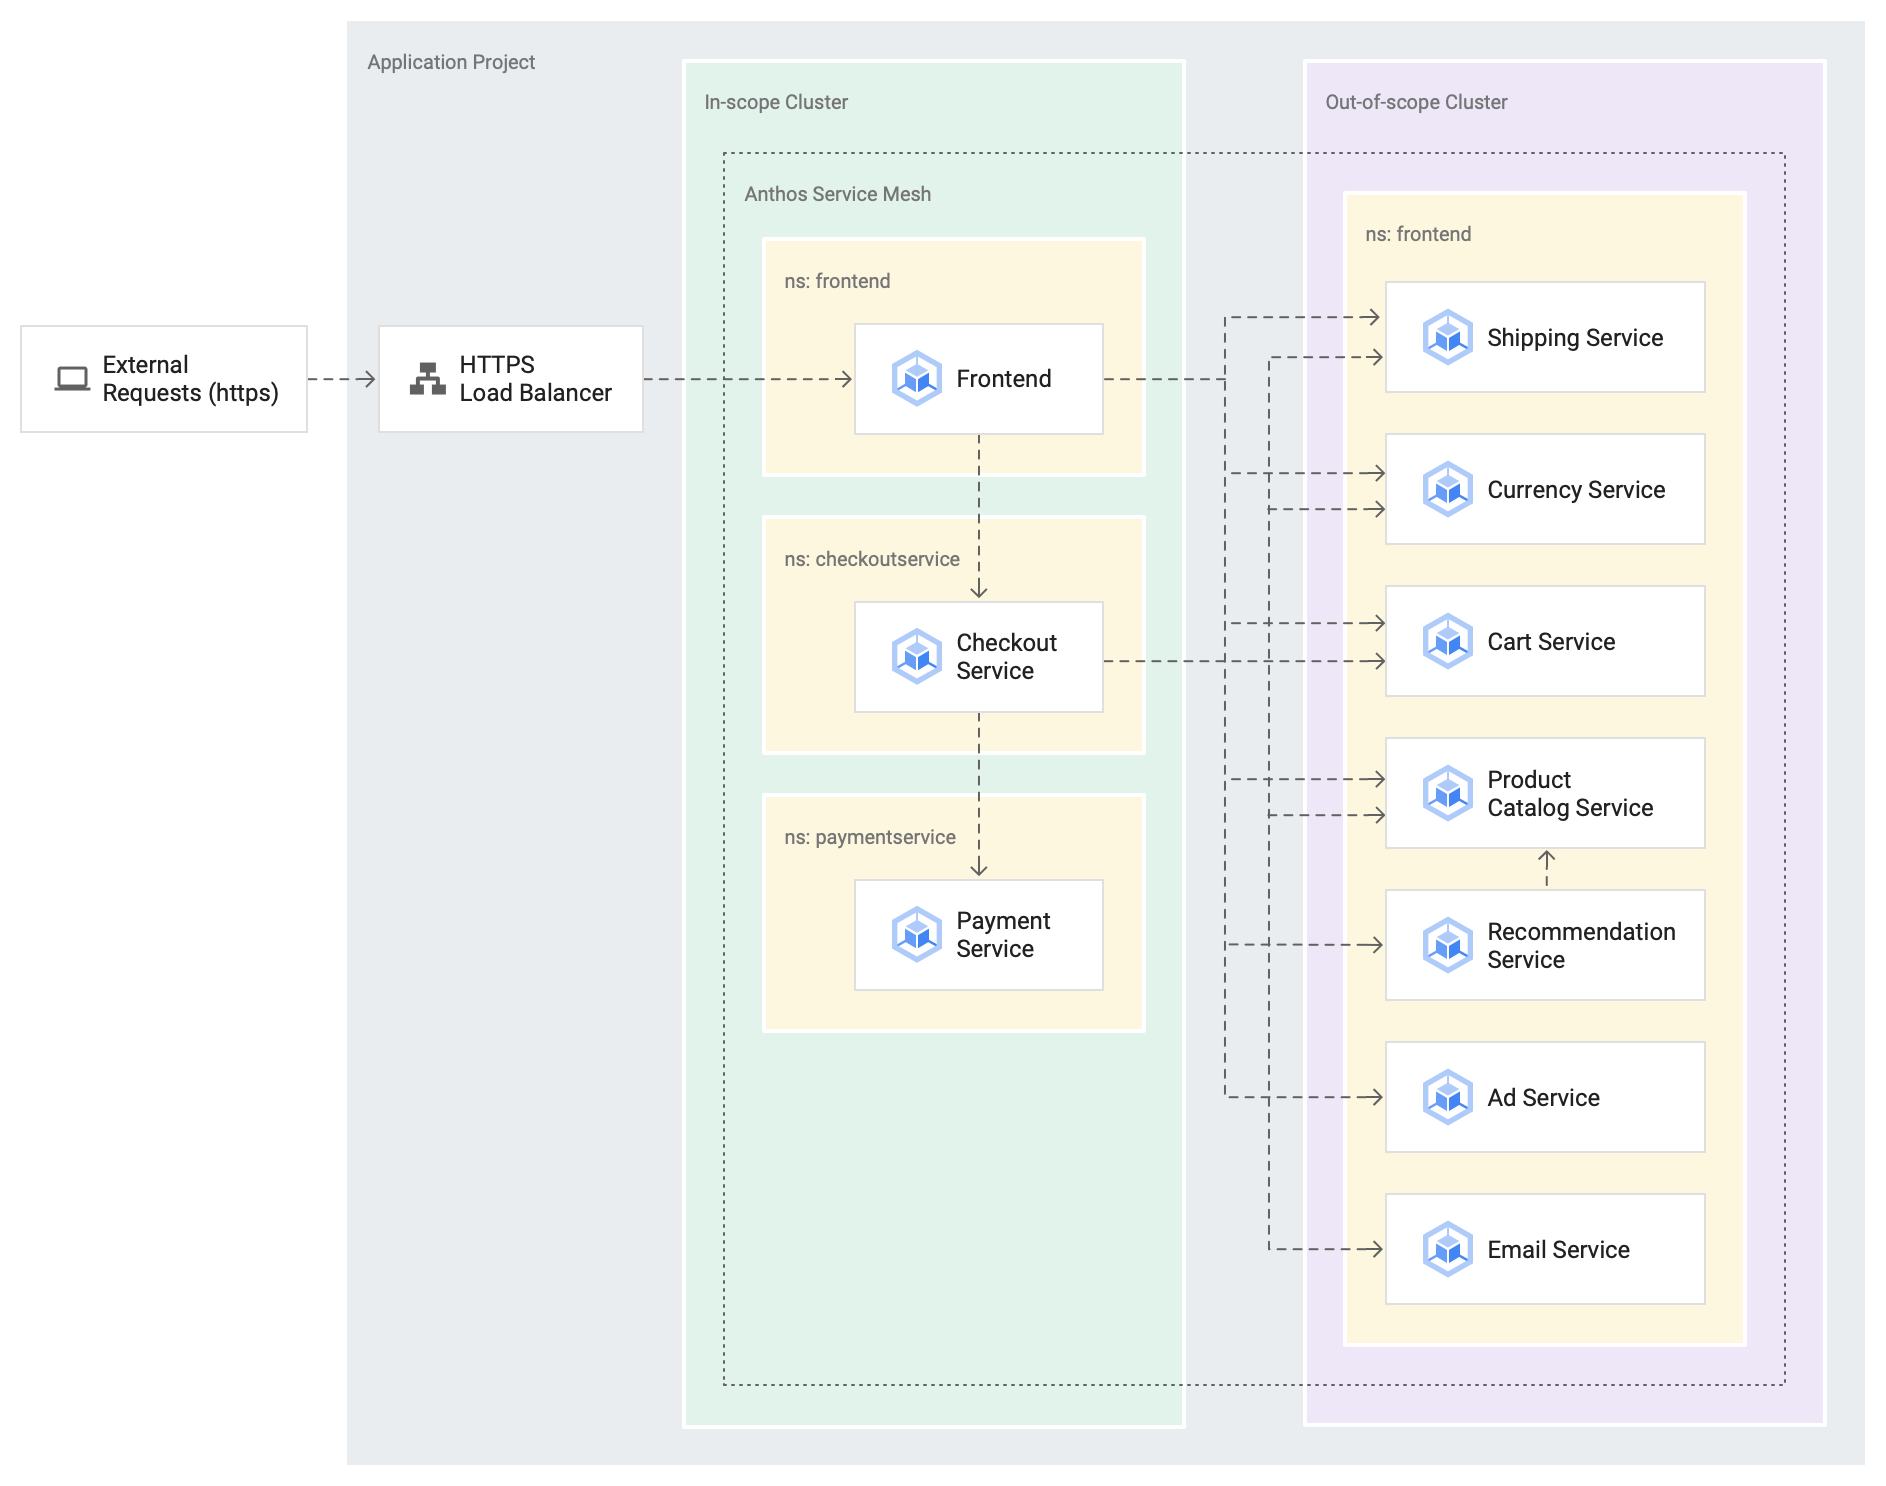 Application Project
In-scope Cluster
Out-of-scope Cluster
Anthos Service Mesh
ns: frontend
ns: frontend
External
Requests (https)
HTTPS
Load Balancer
Frontend
Shipping Service
Currency Service
ns: checkoutservice
Checkout
Service
Cart Service
Product
Catalog Service
ns: paymentservice
Payment
Service
Recommendation
Service
Ad Service
Email Service